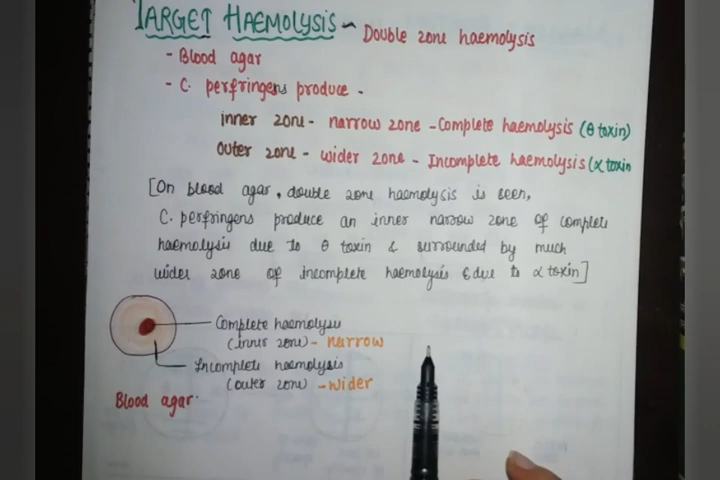 TARGET HAEMOLYSIS - Double zone haemolysis
- Blood agar
- C. perfringens produce -
inner zone - narrow zone - Complete haemolysis (θ toxin)
Outer zone - wider zone - Incomplete haemolysis (α toxin
[On blood agar, double zone haemolysis is seen,
C. perfringens produce an inner narrow zone of complete
haemolysis due to θ toxin & surrounded by much
wider zone of incomplete haemolysis due to α toxin]
Complete haemolysis
(inner zone) - narrow
Incomplete haemolysis
(outer zone) - wider
Blood agar.